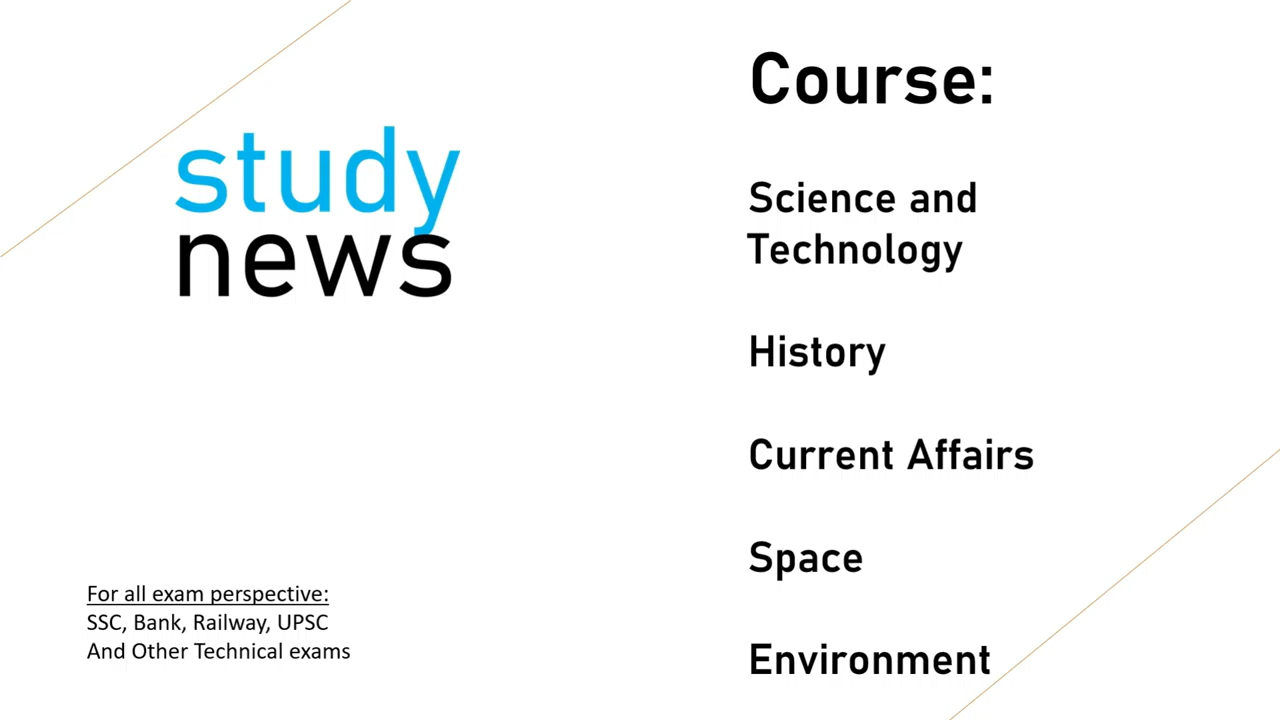 study
news
For all exam perspective:
SSC, Bank, Railway, UPSC
And Other Technical exams
Course:
Science and
Technology
History
Current Affairs
Space
Environment